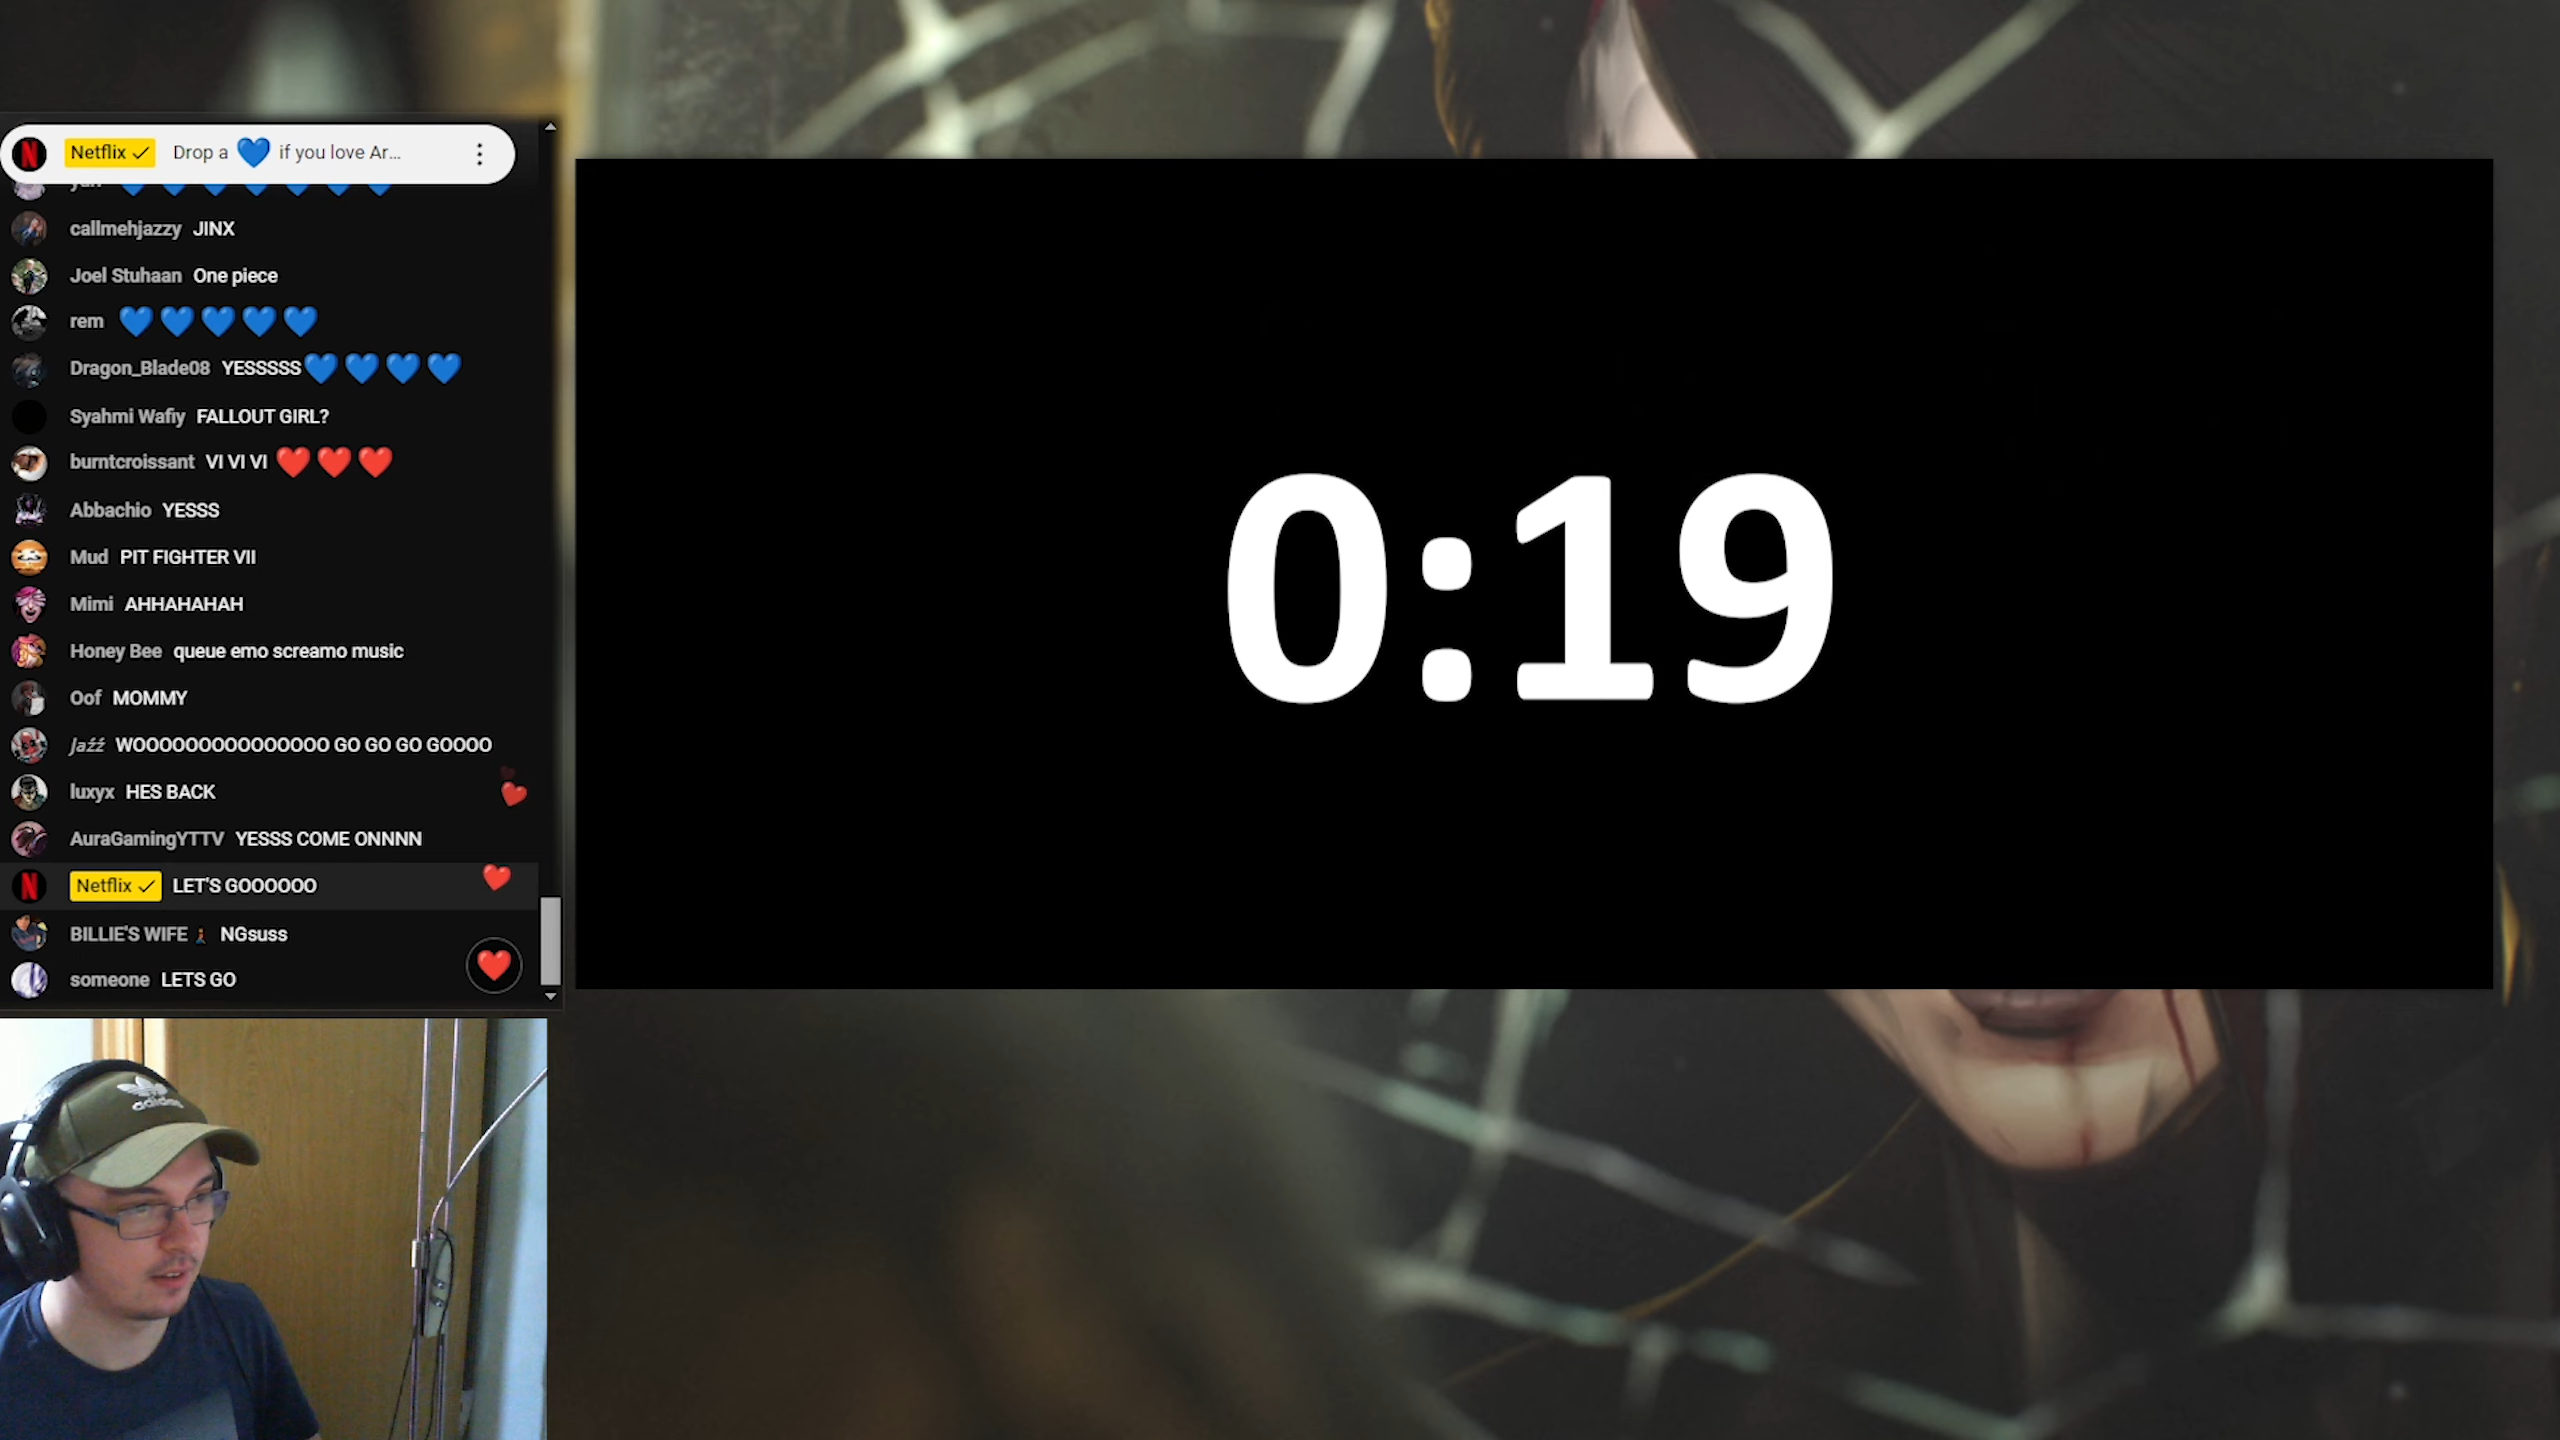 Netflix Drop a 💙 if you love Ar...
callmehjazzy JINX
Joel Stuhaan One piece
rem 💙💙💙💙💙
Dragon_Blade08 YESSSSS💙💙💙💙
Syahmi Wafiy FALLOUT GIRL?
burntcroissant VI VI VI ❤️❤️❤️
Abbachio YESSS
Mud PIT FIGHTER VII
Mimi AHHAHAHAH
Honey Bee queue emo screamo music
Oof MOMMY
Jaźź WOOOOOOOOOOOOOOO GO GO GO GOOOO
luxyx HES BACK
AuraGamingYTTV YESSS COME ONNNN
Netflix LET'S GOOOOOO
BILLIE'S WIFE NGsuss
someone LETS GO
0:19
adidas